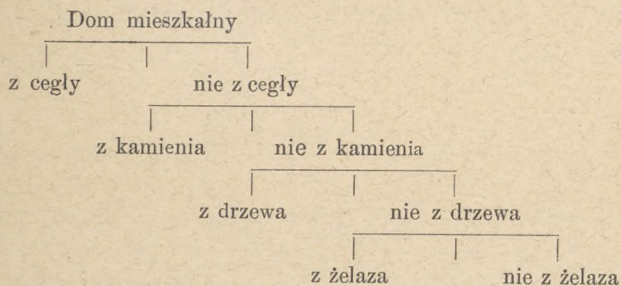 Dom mieszkalny
z cegły nie z cegły
z kamienia nie z kamienia
z drzewa nie z drzewa
z żelaza nie z żelaza